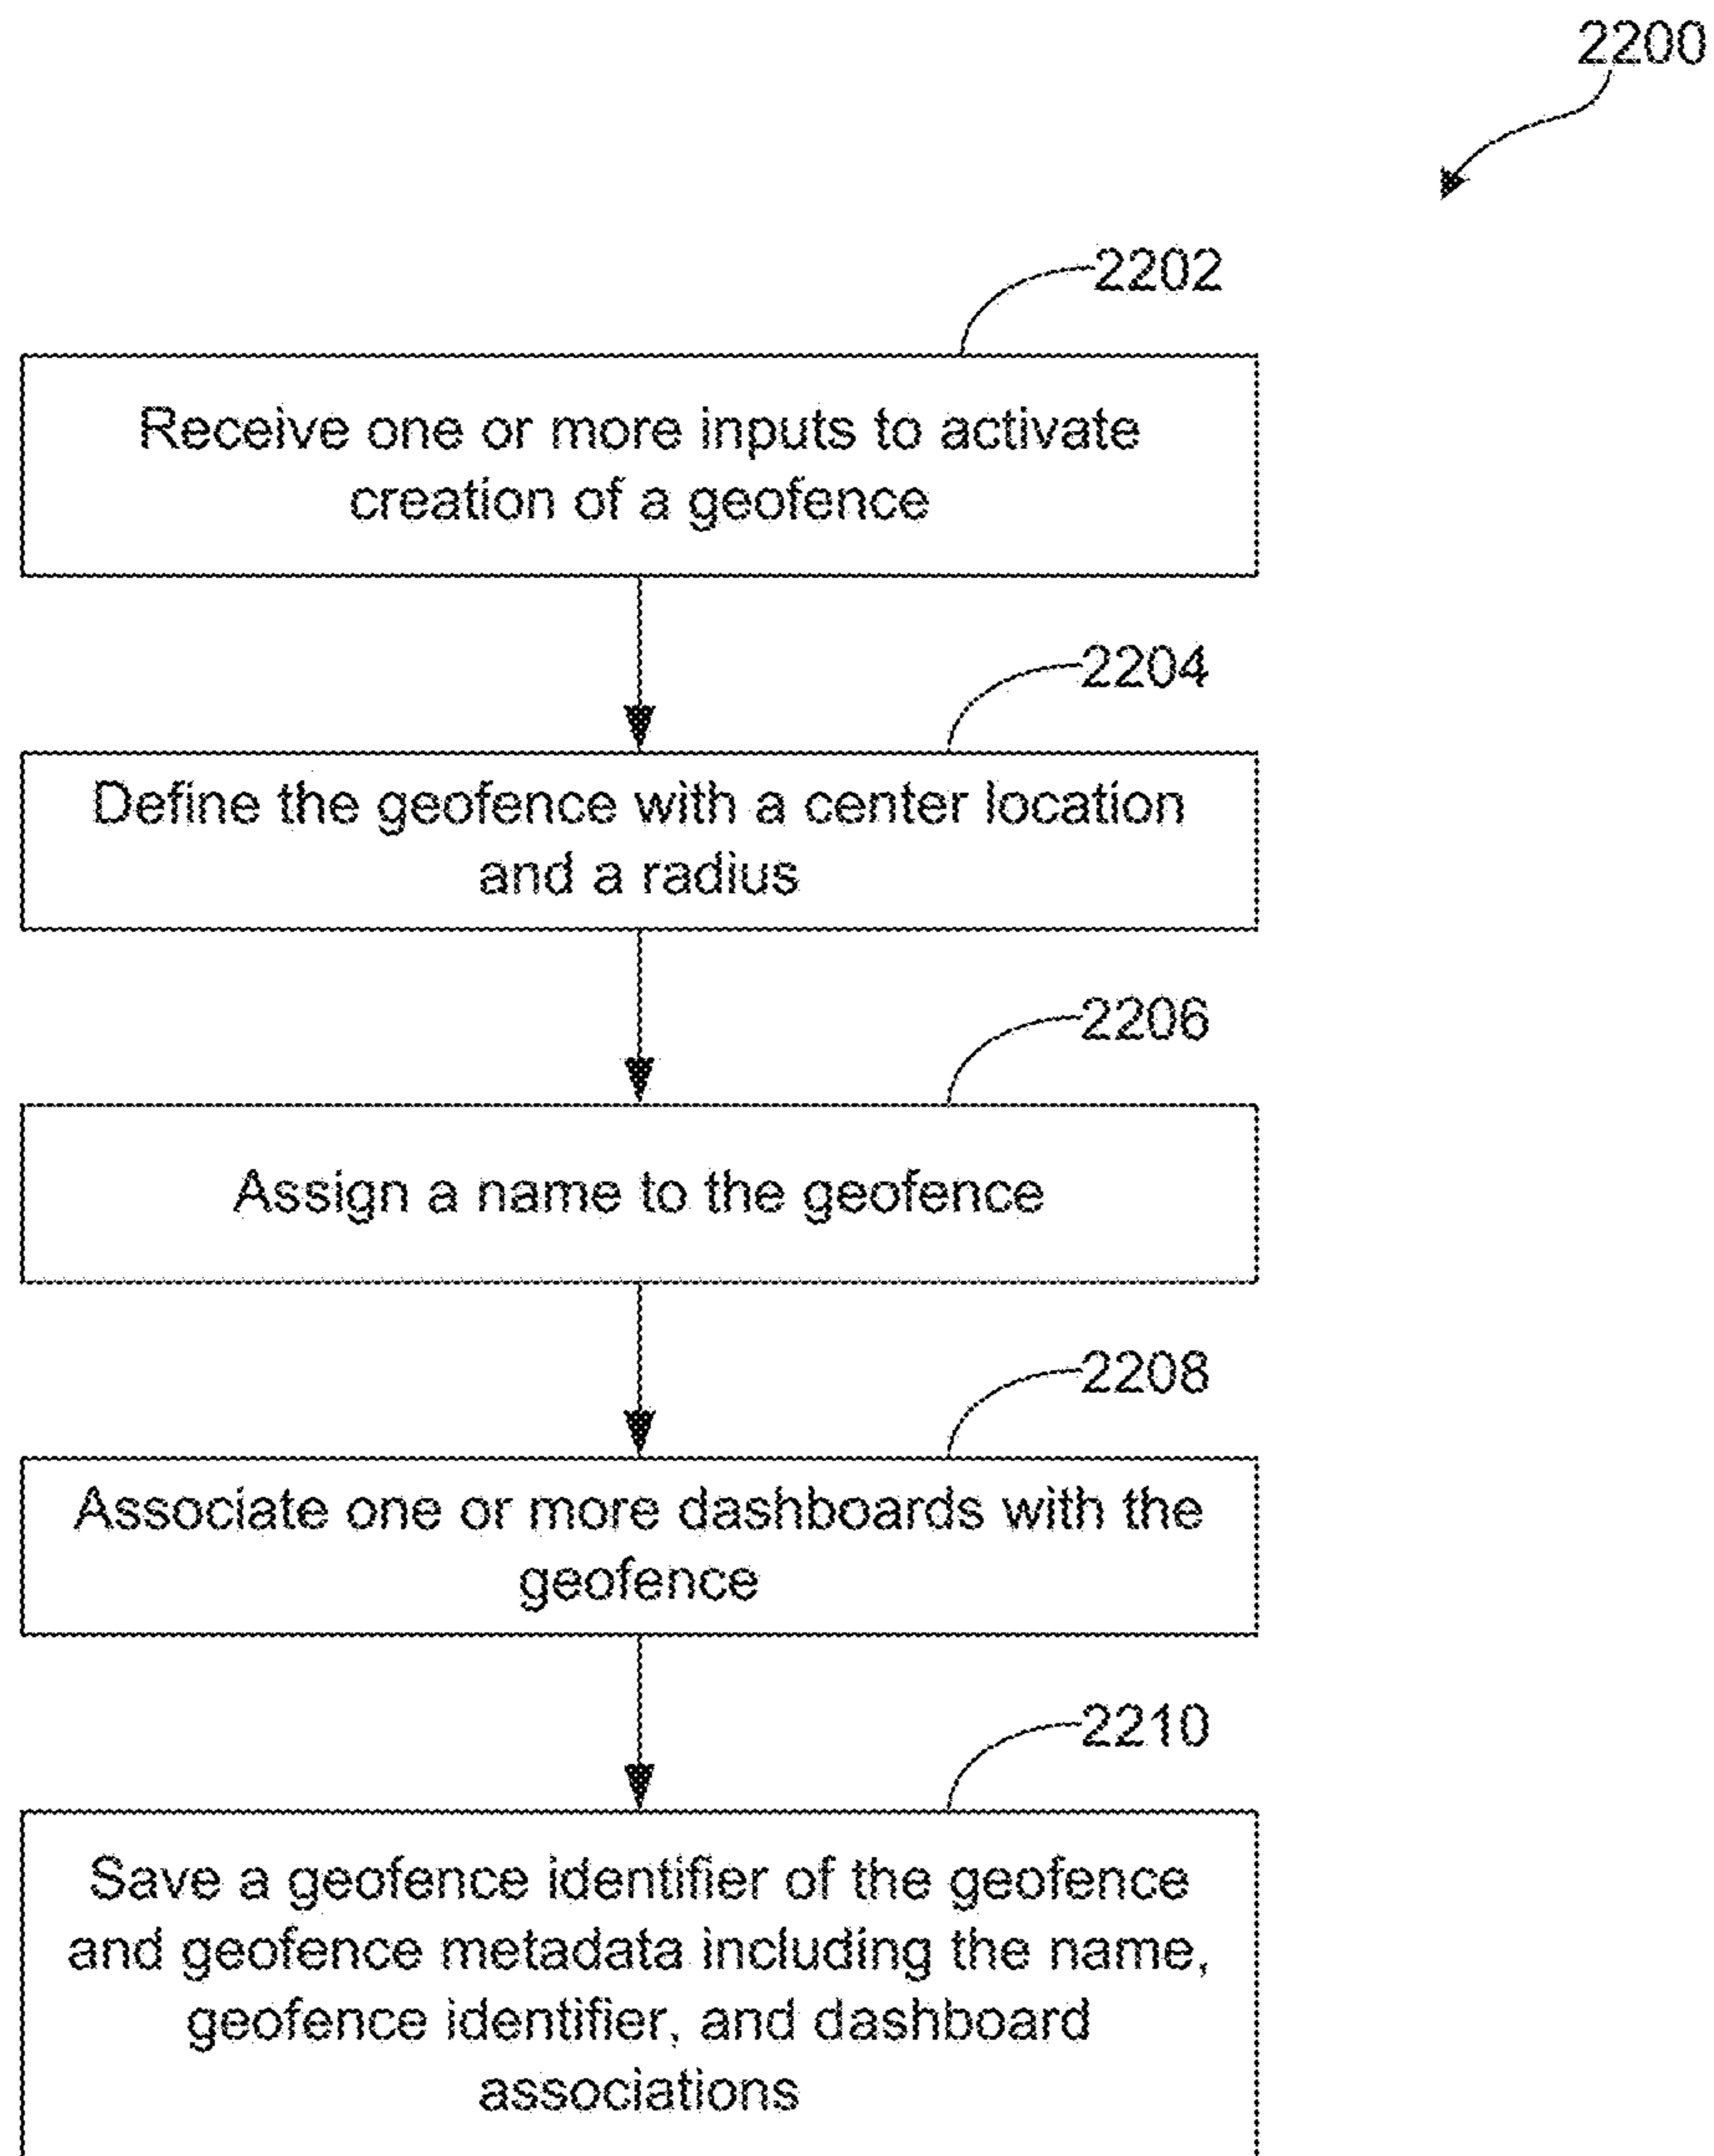 2200
2202
Receive one or more inputs to activate
creation of a geofence
2204
Define the geofence with a center location
and a radius
2206
Assign a name to the geofence
2208
Associate one or more dashboards with the
geofence
2210
Save a geofence identifier of the geofence
and geofence metadata including the name,
geofence identifier, and dashboard
associations